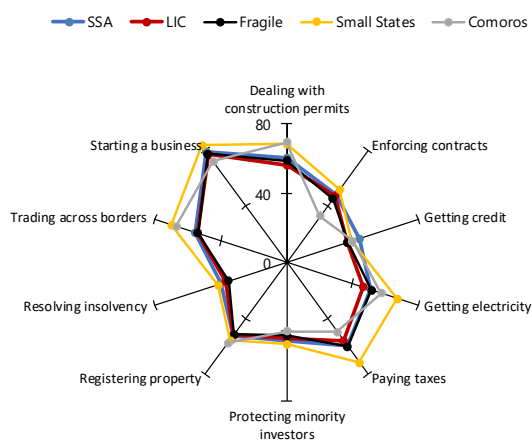 SSA LIC Fragile Small States Comoros
Dealing with
construction permits
80
Starting a business
Enforcing contracts
40
Trading across borders
Getting credit
0
Resolving insolvency
Getting electricity
Registering property
Paying taxes
Protecting minority
investors